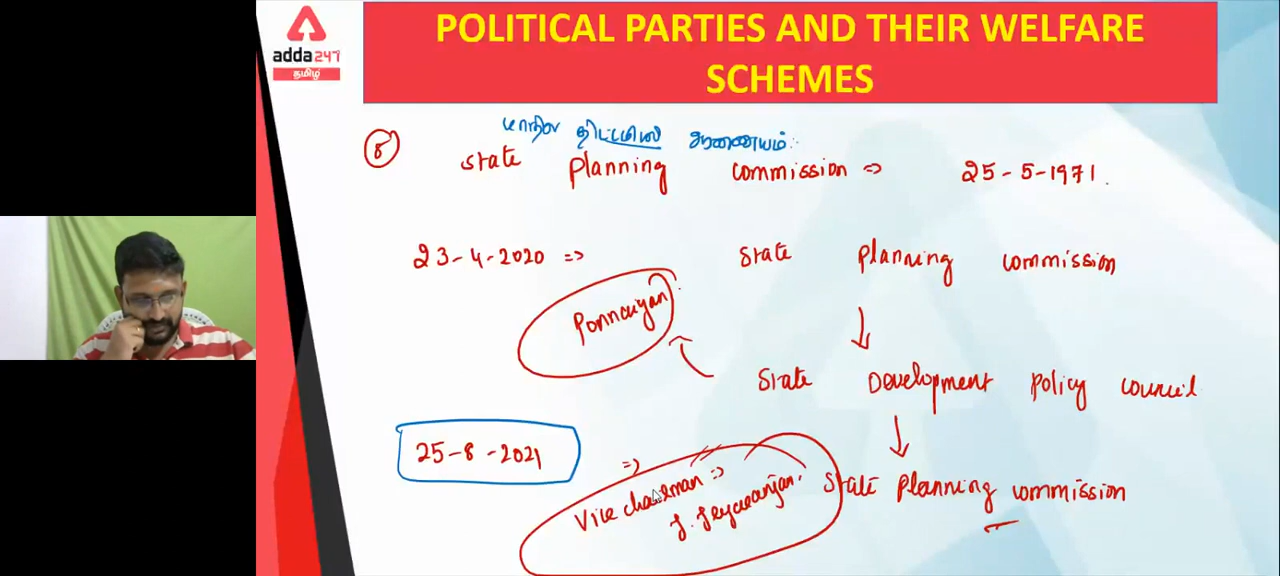 adda247
தமிழ்
POLITICAL PARTIES AND THEIR WELFARE
SCHEMES
மாநில திட்டமிடல் ஆணையம்
8 State planning commission => 25-5-1971.
23-4-2020 => State planning commission
Ponnaiyan
State Development policy council
25-8-2021 => State planning commission
Vice chairman =>
J. Jeyaranjan.